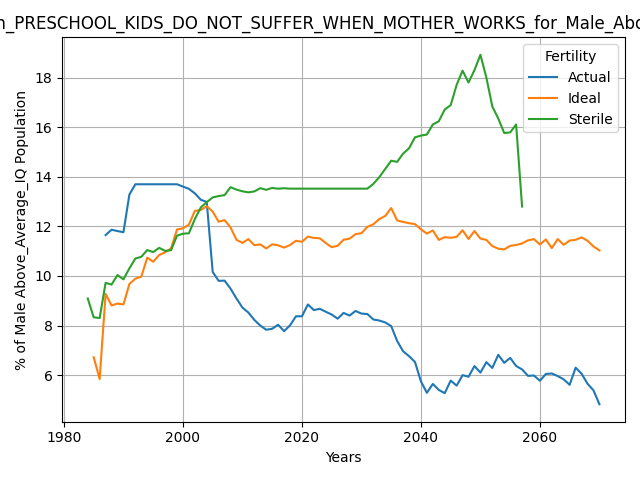 PRESCHOOL_KIDS_DO_NOT_SUFFER_WHEN_MOTHER_WORKS_for_Male_Abo
Fertility
Actual
Ideal
Sterile
% of Male Above_Average_IQ Population
18
16
14
12
10
8
6
1980 2000 2020 2040 2060
Years